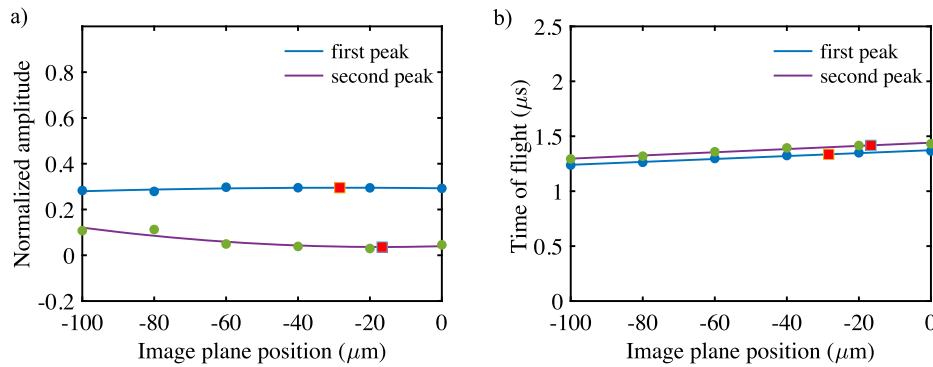 a)
Normalized amplitude
0.8
0.6
0.4
0.2
0
-0.2
-100 -80 -60 -40 -20 0
Image plane position (μm)
first peak
second peak
b)
Time of flight (μs)
2.5
2
1.5
1
0.5
0
-100 -80 -60 -40 -20 0
Image plane position (μm)
first peak
second peak